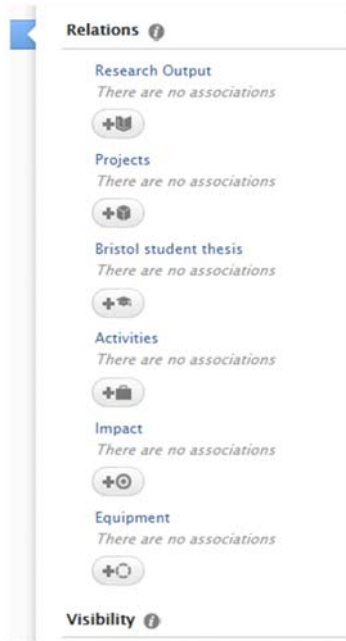 Relations
Research Output
There are no associations
Projects
There are no associations
Bristol student thesis
There are no associations
Activities
There are no associations
Impact
There are no associations
Equipment
There are no associations
Visibility